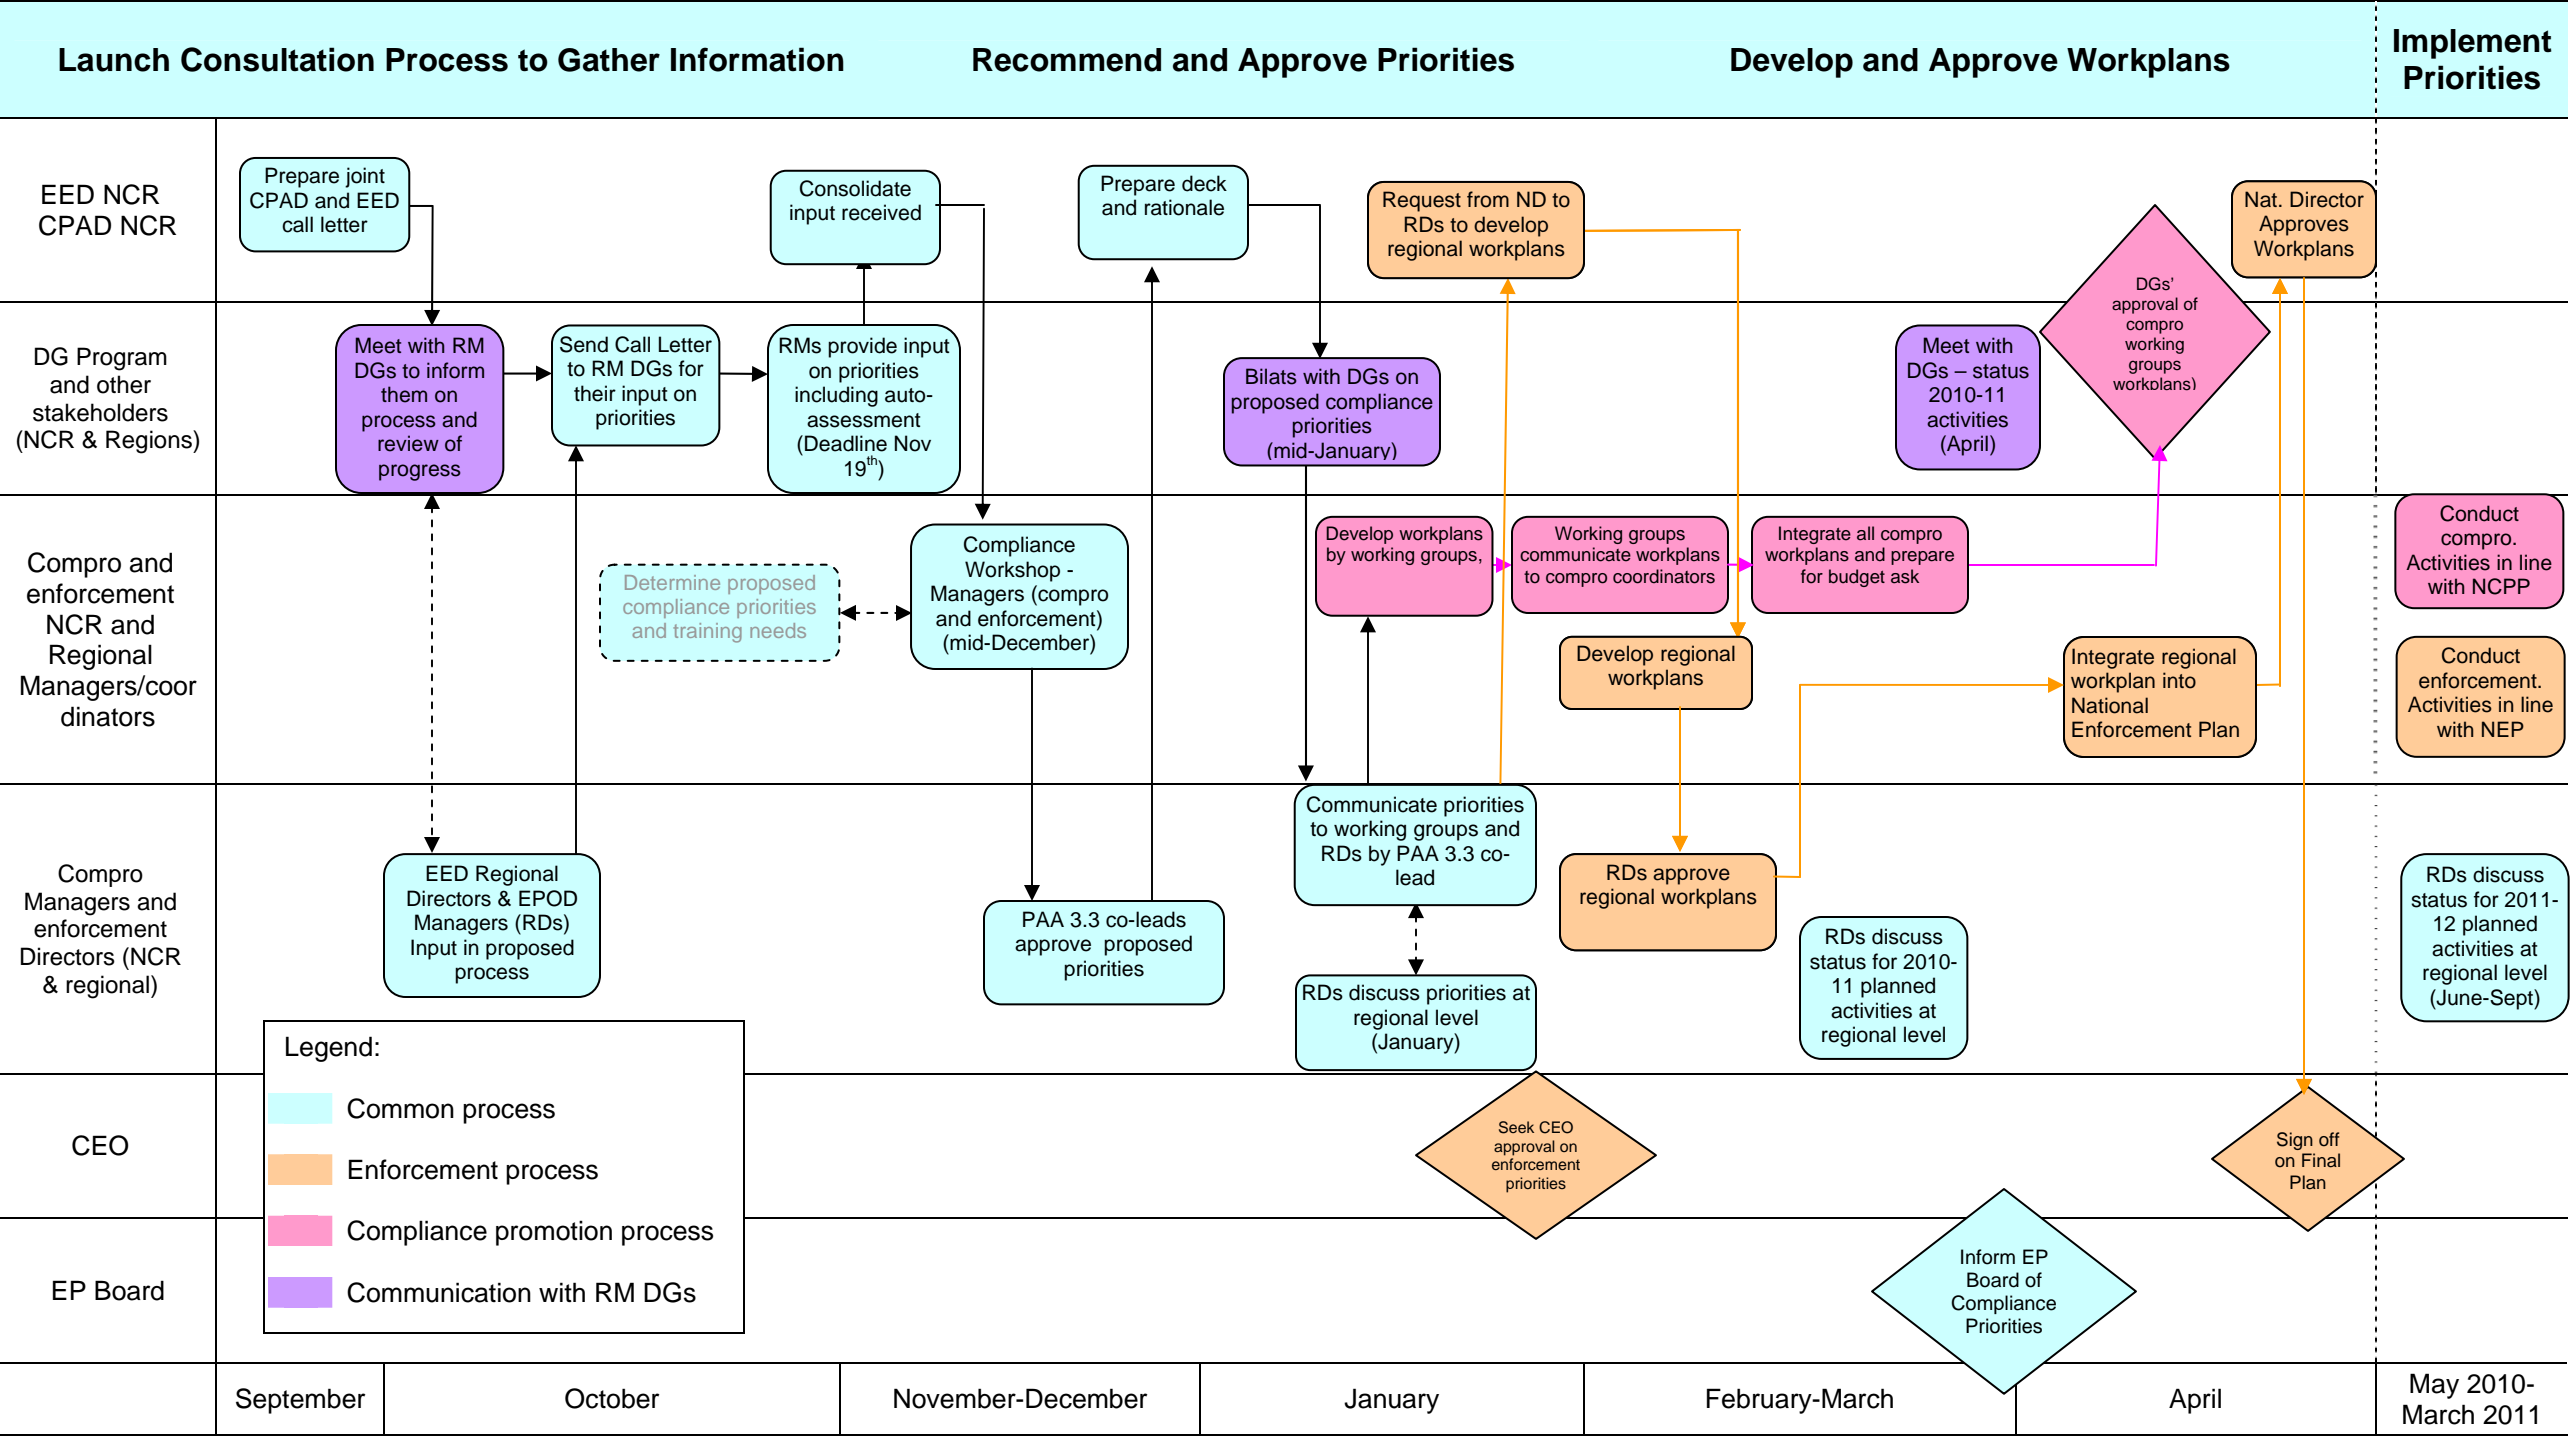 Launch Consultation Process to Gather Information
Recommend and Approve Priorities
Develop and Approve Workplans
Implement
Priorities
EED NCR
CPAD NCR
Prepare joint
CPAD and EED
call letter
Consolidate
input received
Prepare deck
and rationale
Request from ND to
RDs to develop
regional workplans
Nat. Director
Approves
Workplans
DG Program
and other
stakeholders
(NCR & Regions)
Meet with RM
DGs to inform
them on
process and
review of
progress
Send Call Letter
to RM DGs for
their input on
priorities
RMs provide input
on priorities
including auto-
assessment
(Deadline Nov
19th)
Bilats with DGs on
proposed compliance
priorities
(mid-January)
Meet with
DGs – status
2010-11
activities
(April)
DGs’
approval of
compro
working
groups
workplans)
Compro and
enforcement
NCR and
Regional
Managers/coor
dinators
Determine proposed
compliance priorities
and training needs
Compliance
Workshop -
Managers (compro
and enforcement)
(mid-December)
Develop workplans
by working groups,
Working groups
communicate workplans
to compro coordinators
Integrate all compro
workplans and prepare
for budget ask
Develop regional
workplans
Integrate regional
workplan into
National
Enforcement Plan
Conduct
compro.
Activities in line
with NCPP
Conduct
enforcement.
Activities in line
with NEP
Compro
Managers and
enforcement
Directors (NCR
& regional)
EED Regional
Directors & EPOD
Managers (RDs)
Input in proposed
process
PAA 3.3 co-leads
approve proposed
priorities
Communicate priorities
to working groups and
RDs by PAA 3.3 co-
lead
RDs discuss priorities at
regional level
(January)
RDs approve
regional workplans
RDs discuss
status for 2010-
11 planned
activities at
regional level
RDs discuss
status for 2011-
12 planned
activities at
regional level
(June-Sept)
Legend:
Common process
Enforcement process
Compliance promotion process
Communication with RM DGs
CEO
Seek CEO
approval on
enforcement
priorities
Sign off
on Final
Plan
EP Board
Inform EP
Board of
Compliance
Priorities
September
October
November-December
January
February-March
April
May 2010-
March 2011